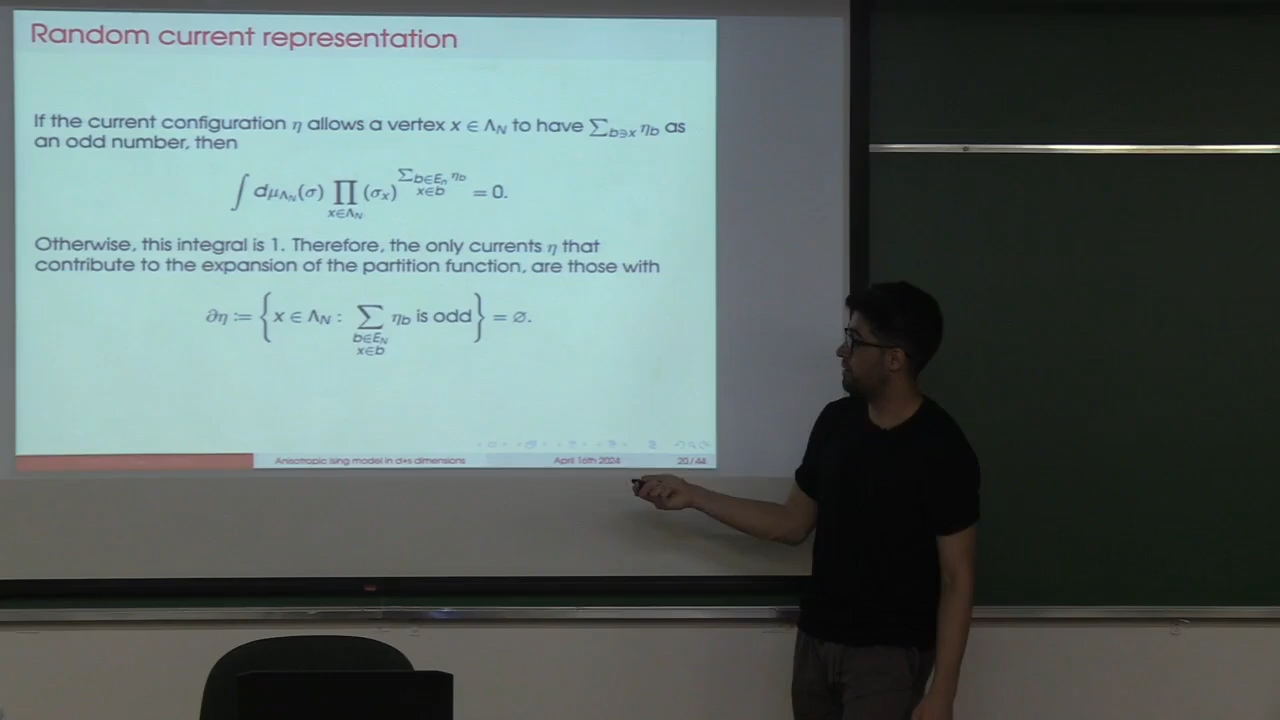 Random current representation
If the current configuration η allows a vertex x ∈ Λ_N to have ∑_{b∋x} η_b as
an odd number, then
∫ dμ_{Λ_N}(σ) ∏_{x∈Λ_N} (σ_x)^{∑_{b∈E_n, x∈b} η_b} = 0.
Otherwise, this integral is 1. Therefore, the only currents η that
contribute to the expansion of the partition function, are those with
∂η := {x ∈ Λ_N : ∑_{b∈E_N, x∈b} η_b is odd} = ∅.
Anisotropic Ising model in d+s dimensions April 16th 2024 20 / 44